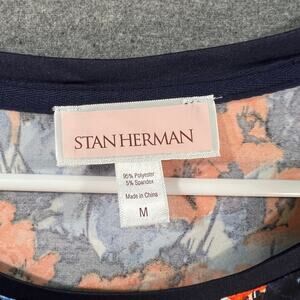 STAN HERMAN
95% Polyester
5% Spandex
Made in China
M